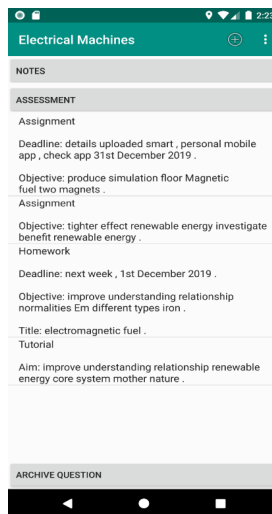 2:23
Electrical Machines
NOTES
ASSESSMENT
Assignment
Deadline: details uploaded smart , personal mobile
app , check app 31st December 2019 .
Objective: produce simulation floor Magnetic
fuel two magnets .
Assignment
Objective: tighter effect renewable energy investigate
benefit renewable energy .
Homework
Deadline: next week , 1st December 2019 .
Objective: improve understanding relationship
normalities Em different types iron .
Title: electromagnetic fuel .
Tutorial
Aim: improve understanding relationship renewable
energy core system mother nature .
ARCHIVE QUESTION